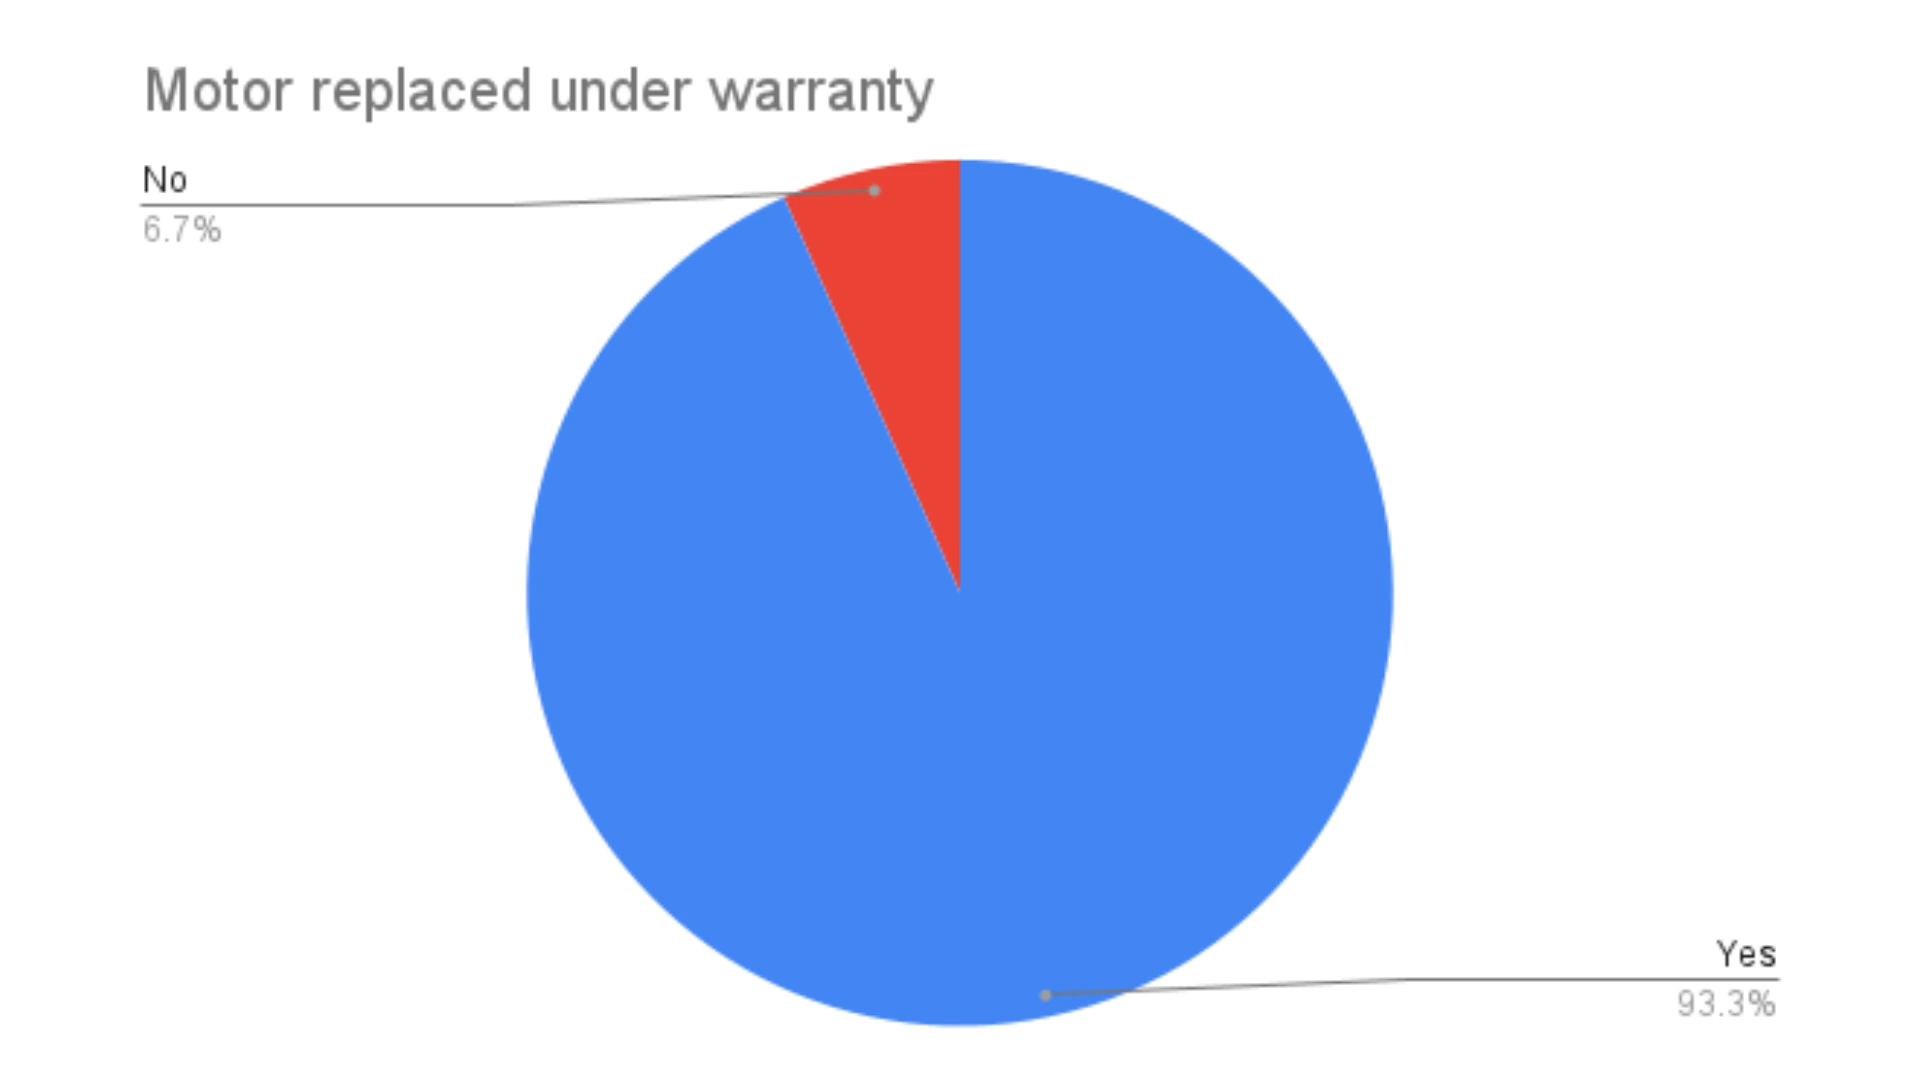 Motor replaced under warranty
No
6.7%
Yes
93.3%